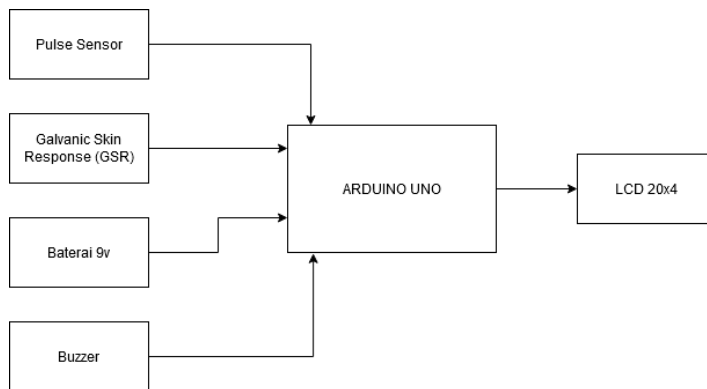 Pulse Sensor
Galvanic Skin
Response (GSR)
Baterai 9v
Buzzer
ARDUINO UNO
LCD 20x4